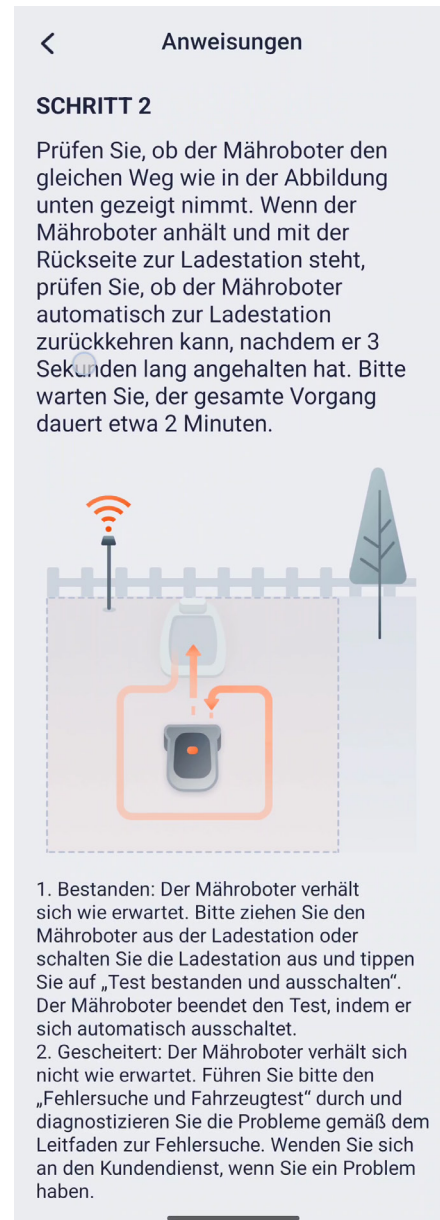 Anweisungen
SCHRITT 2
Prüfen Sie, ob der Mähroboter den
gleichen Weg wie in der Abbildung
unten gezeigt nimmt. Wenn der
Mähroboter anhält und mit der
Rückseite zur Ladestation steht,
prüfen Sie, ob der Mähroboter
automatisch zur Ladestation
zurückkehren kann, nachdem er 3
Sekunden lang angehalten hat. Bitte
warten Sie, der gesamte Vorgang
dauert etwa 2 Minuten.
1. Bestanden: Der Mähroboter verhält
sich wie erwartet. Bitte ziehen Sie den
Mähroboter aus der Ladestation oder
schalten Sie die Ladestation aus und tippen
Sie auf „Test bestanden und ausschalten“.
Der Mähroboter beendet den Test, indem er
sich automatisch ausschaltet.
2. Gescheitert: Der Mähroboter verhält sich
nicht wie erwartet. Führen Sie bitte den
„Fehlersuche und Fahrzeugtest“ durch und
diagnostizieren Sie die Probleme gemäß dem
Leitfaden zur Fehlersuche. Wenden Sie sich
an den Kundendienst, wenn Sie ein Problem
haben.